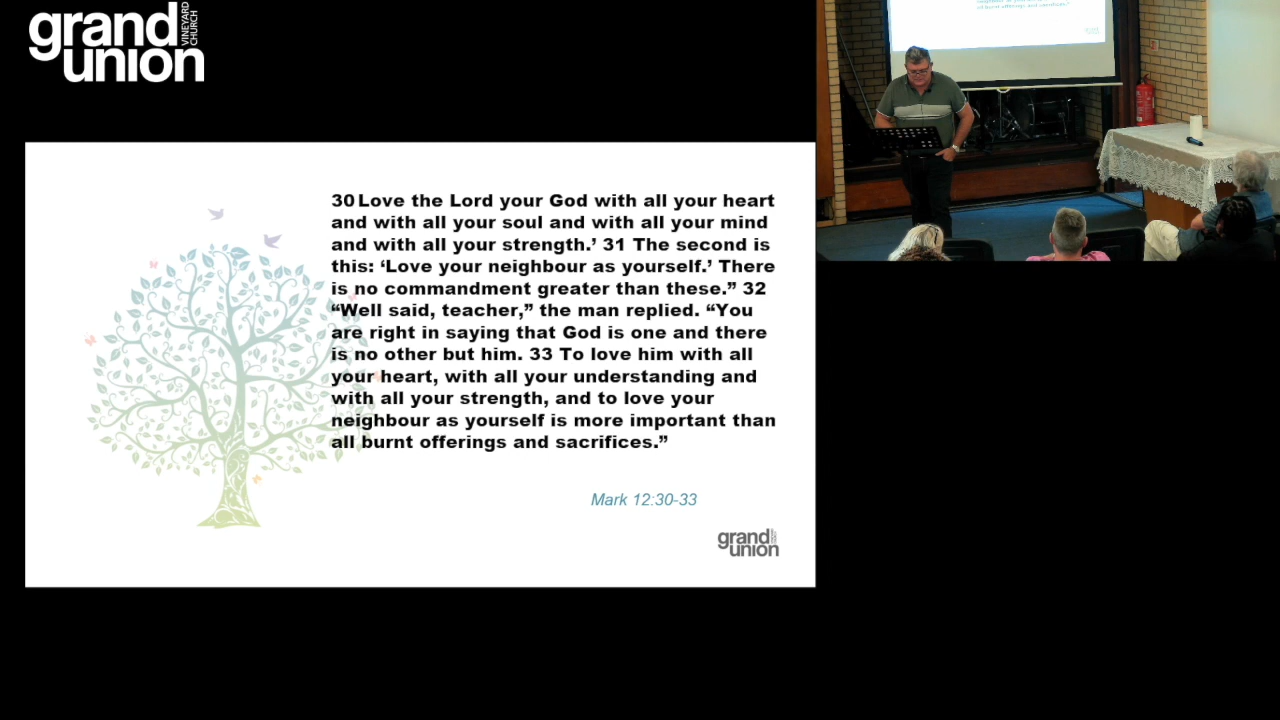 grand
union
VINEYARD
CHURCH
30 Love the Lord your God with all your heart
and with all your soul and with all your mind
and with all your strength.’ 31 The second is
this: ‘Love your neighbour as yourself.’ There
is no commandment greater than these.” 32
“Well said, teacher,” the man replied. “You
are right in saying that God is one and there
is no other but him. 33 To love him with all
your heart, with all your understanding and
with all your strength, and to love your
neighbour as yourself is more important than
all burnt offerings and sacrifices.”
Mark 12:30-33
grand
union
of burnt offerings and sacrifices.”